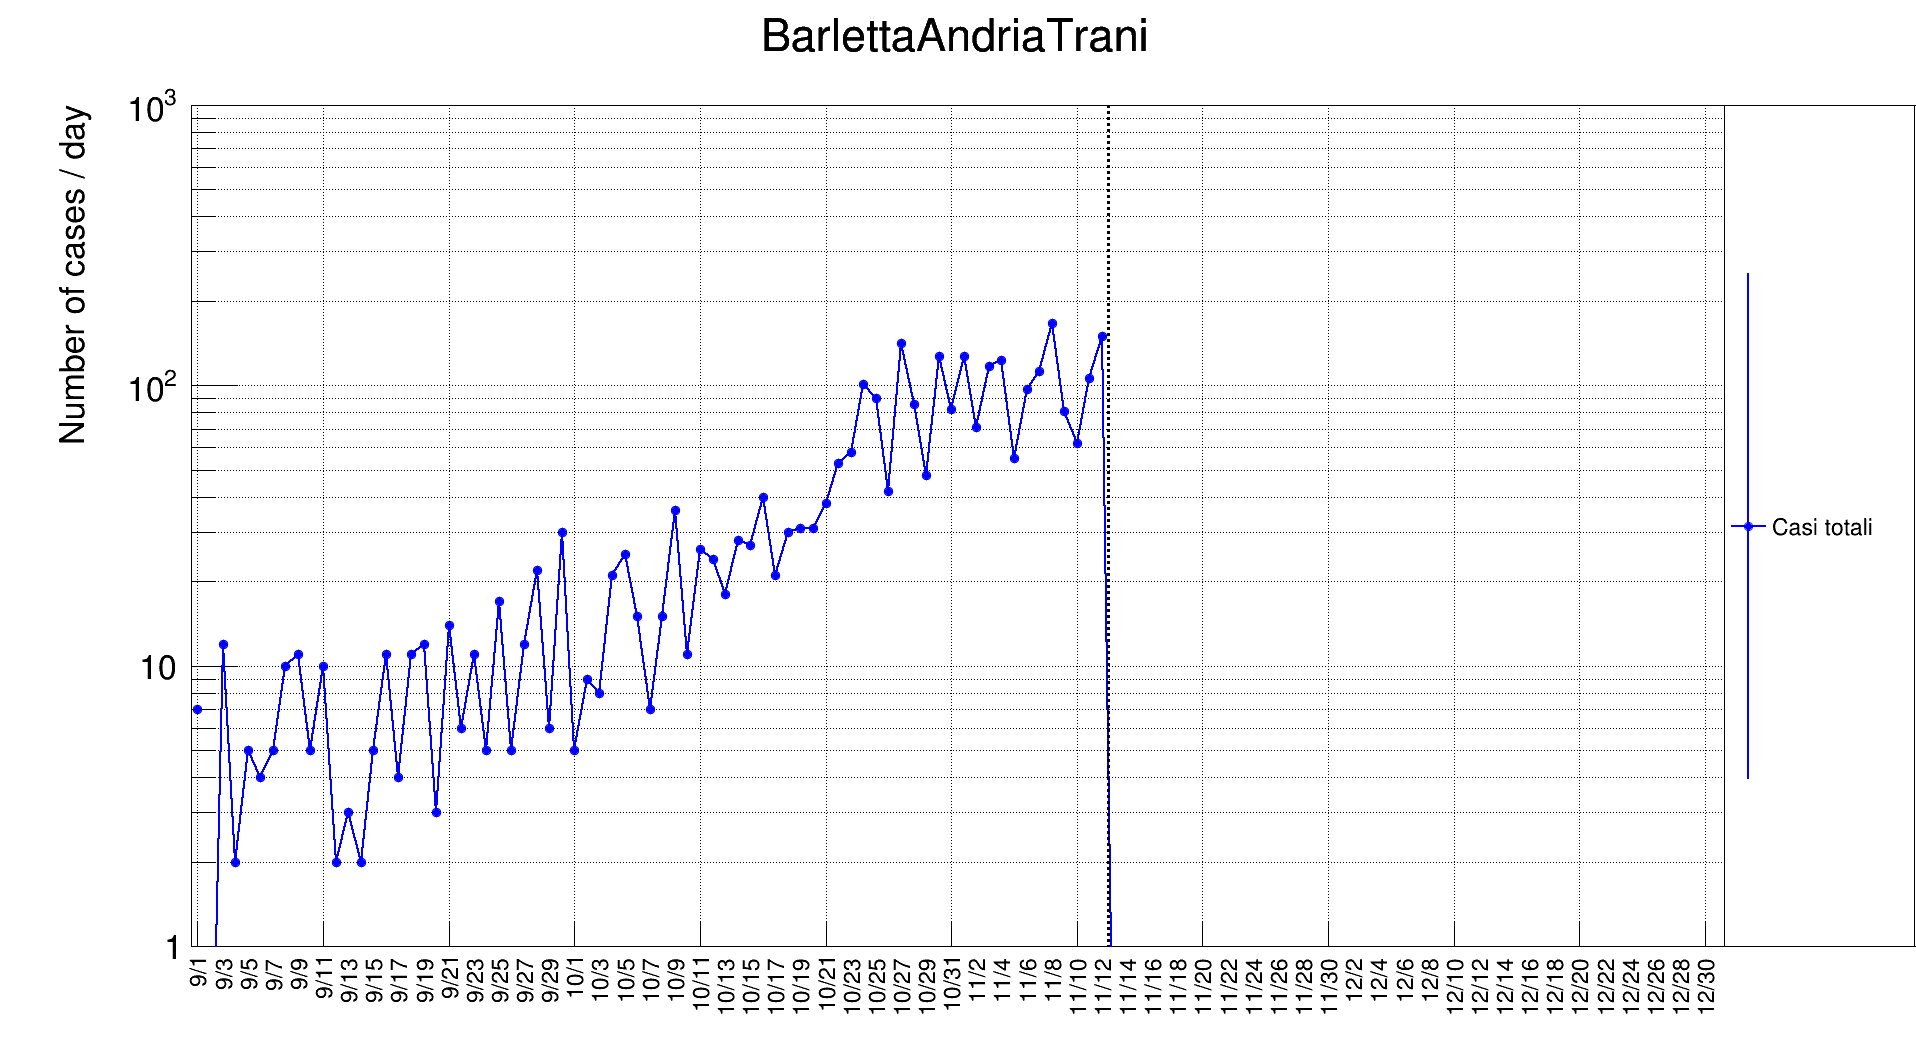 BarlettaAndriaTrani
Number of cases / day
10³
10²
10
1
9/1 9/3 9/5 9/7 9/9 9/11 9/13 9/15 9/17 9/19 9/21 9/23 9/25 9/27 9/29 10/1 10/3 10/5 10/7 10/9 10/11 10/13 10/15 10/17 10/19 10/21 10/23 10/25 10/27 10/29 10/31 11/2 11/4 11/6 11/8 11/10 11/12 11/14 11/16 11/18 11/20 11/22 11/24 11/26 11/28 11/30 12/2 12/4 12/6 12/8 12/10 12/12 12/14 12/16 12/18 12/20 12/22 12/24 12/26 12/28 12/30
Casi totali